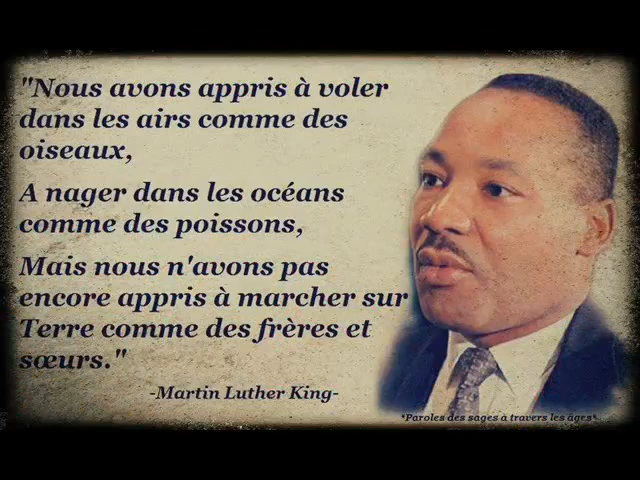 "Nous avons appris à voler
dans les airs comme des
oiseaux,
A nager dans les océans
comme des poissons,
Mais nous n'avons pas
encore appris à marcher sur
Terre comme des frères et
sœurs."
-Martin Luther King-
*Paroles des sages à travers les âges*